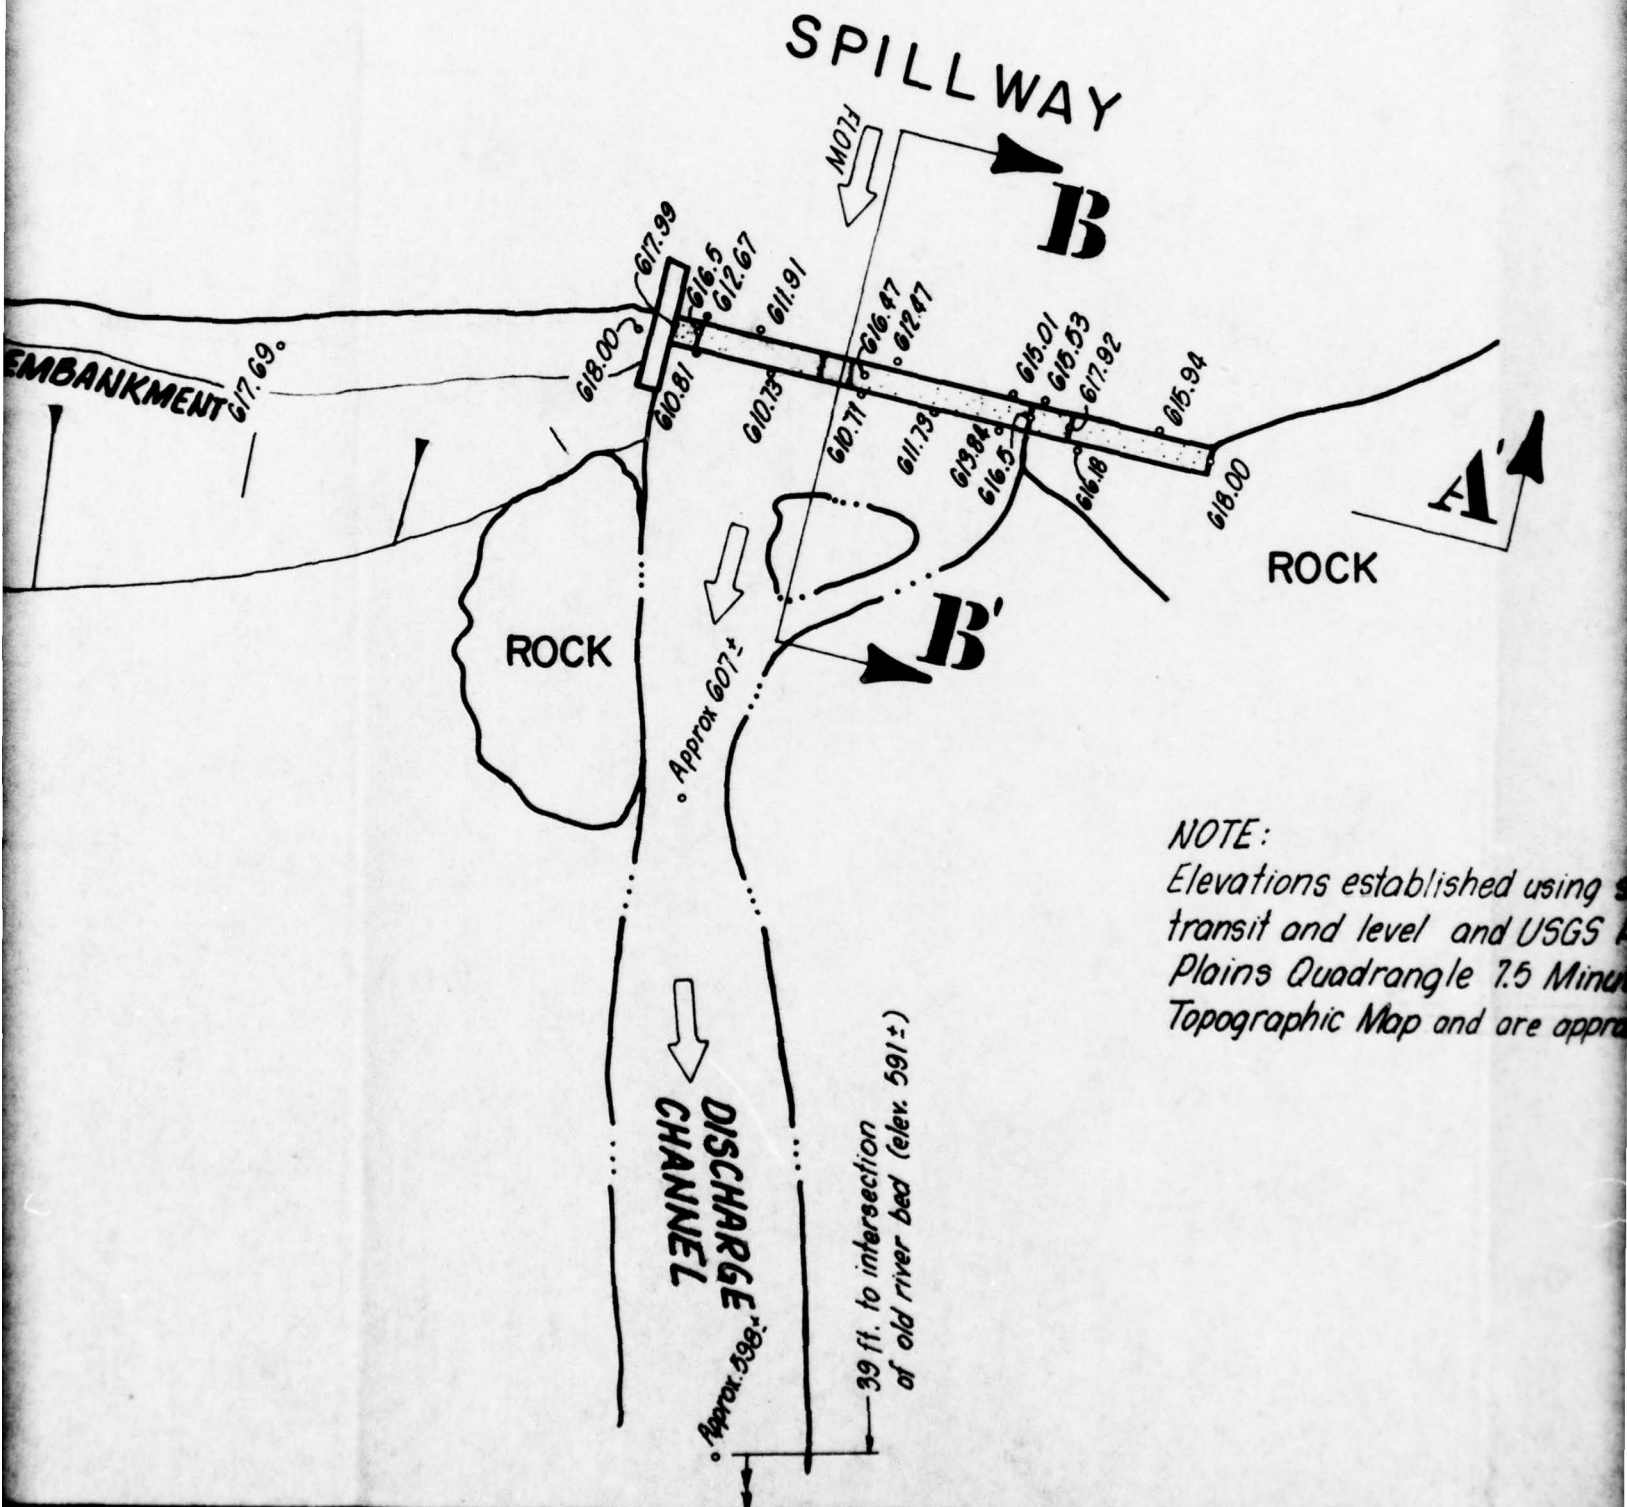 SPILLWAY
FLOW
B
617.99
616.5
612.67
611.91
616.47
612.47
615.01
615.53
617.92
615.94
EMBANKMENT
617.69
618.00
610.81
610.73
610.71
611.79
613.84
616.5
616.18
618.00
A'
ROCK
ROCK
B'
Approx 607±
NOTE:
Elevations established using
transit and level and USGS
Plains Quadrangle 7.5
Topographic Map and are
DISCHARGE
CHANNEL
39 ft. to intersection
of old river bed (elev. 591±)
Approx. 598±